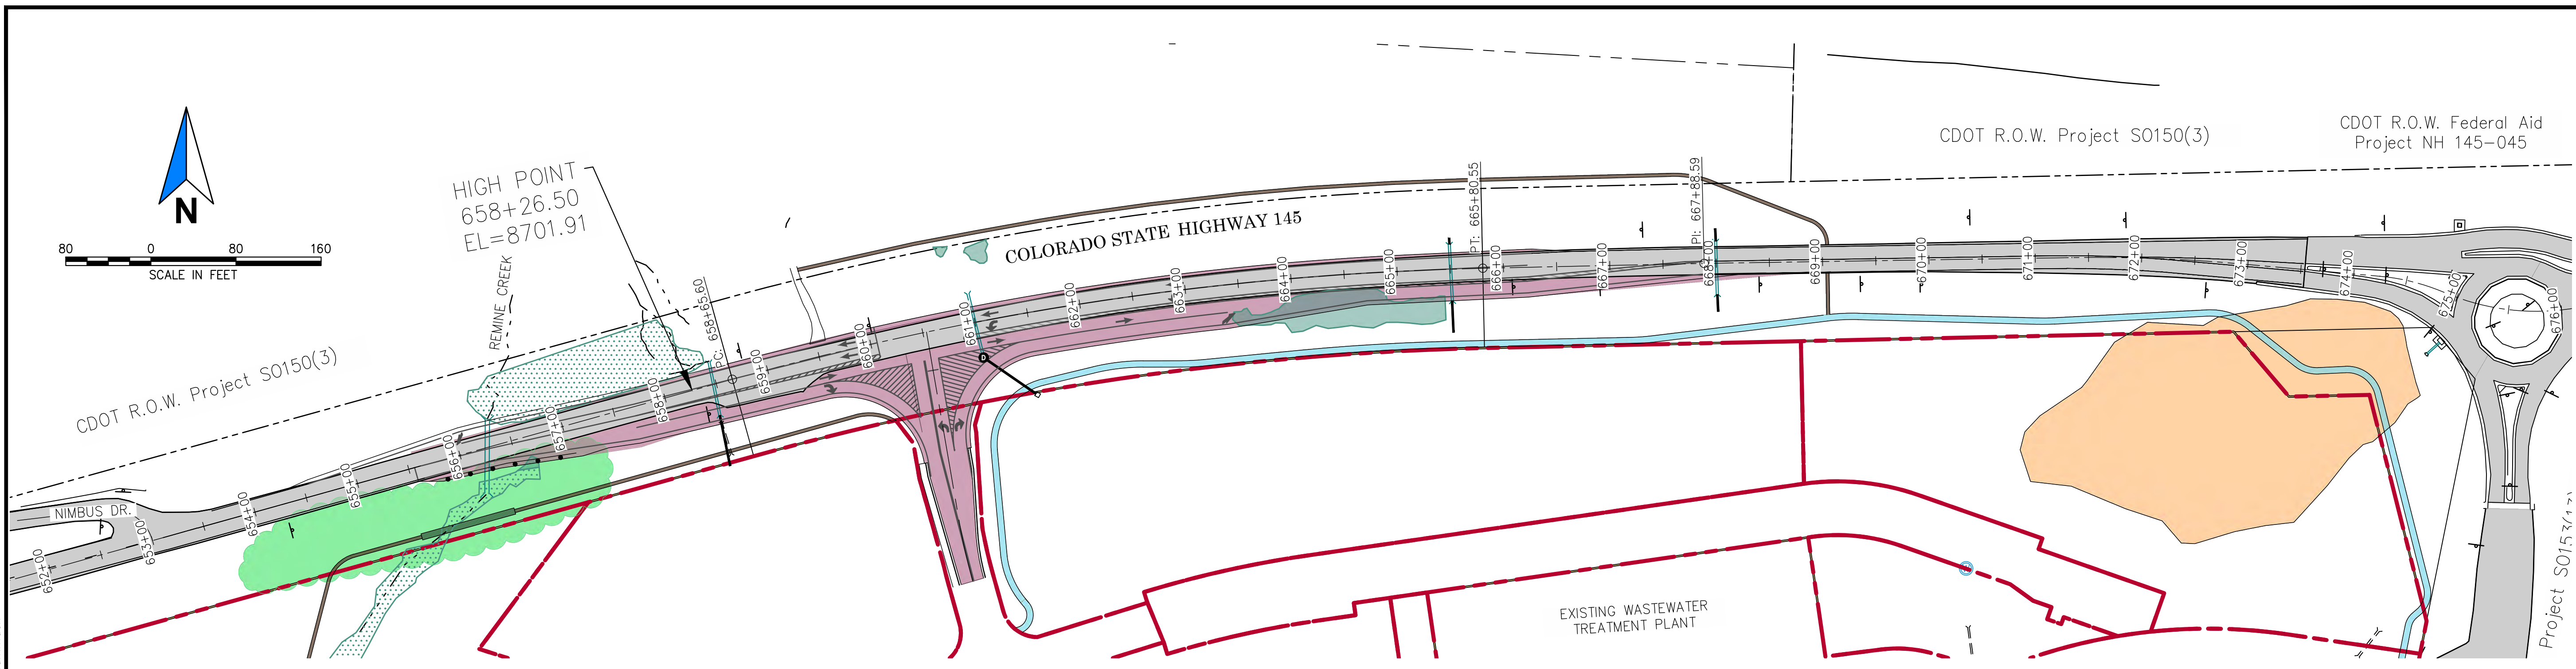 CDOT R.O.W. Federal Aid
Project NH 145-045
CDOT R.O.W. Project S0150(3)
HIGH POINT
658+26.50
EL=8701.91
N
80 0 80 160
SCALE IN FEET
REMINE CREEK
CDOT R.O.W. Project S0150(3)
COLORADO STATE HIGHWAY 145
PC: 658+65.60
PT: 665+80.55
PI: 667+88.59
NIMBUS DR.
652+00
653+00
654+00
655+00
656+00
657+00
658+00
659+00
660+00
661+00
662+00
663+00
664+00
665+00
666+00
667+00
668+00
669+00
670+00
671+00
672+00
673+00
674+00
675+00
676+00
D
EXISTING WASTEWATER
TREATMENT PLANT
Project